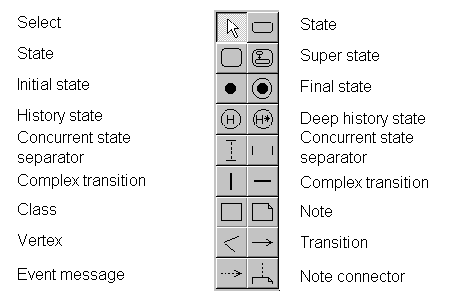 Select
State
State
Super state
Initial state
Final state
H
H*
History state
Deep history state
Concurrent state
separator
Concurrent state
separator
Complex transition
Complex transition
Class
Note
Vertex
Transition
Event message
Note connector